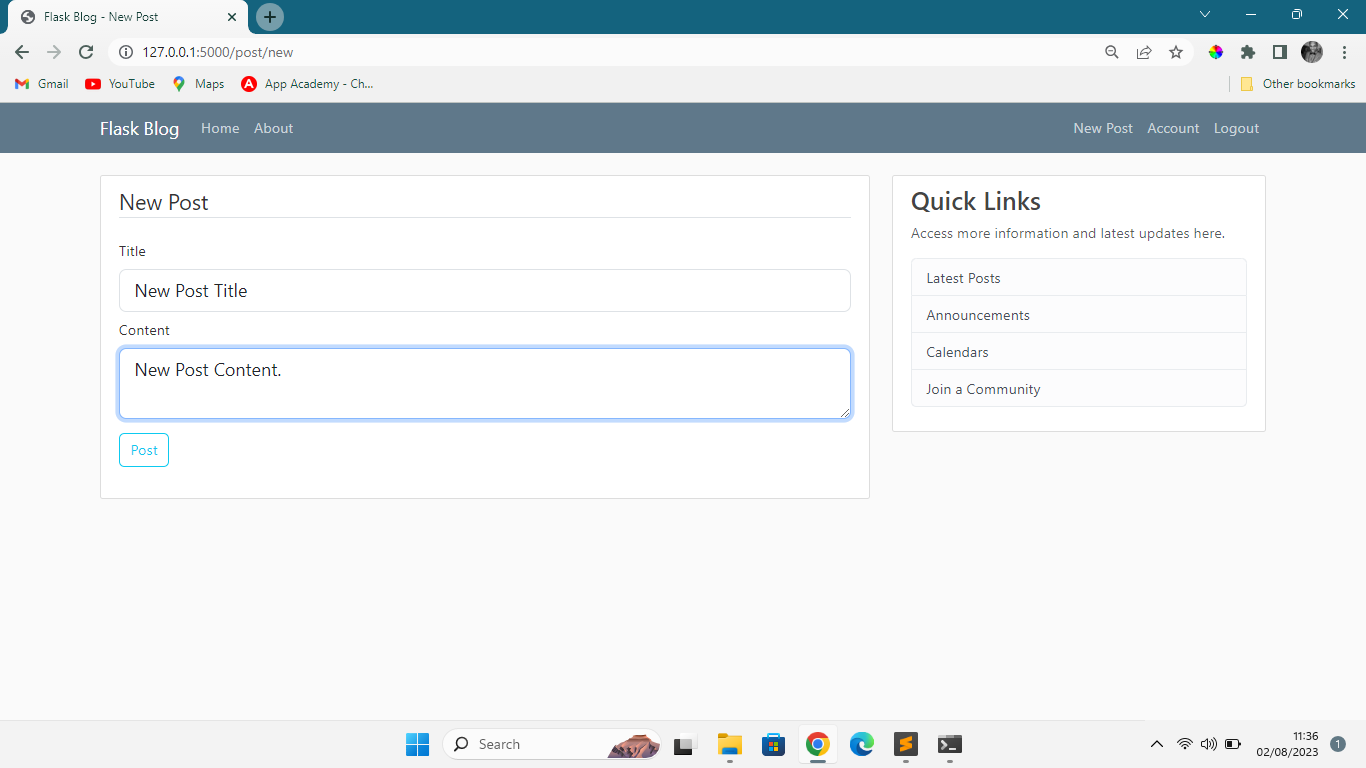 Flask Blog - New Post
127.0.0.1:5000/post/new
Gmail YouTube Maps App Academy - Ch... Other bookmarks
Flask Blog Home About New Post Account Logout
New Post
Title
New Post Title
Content
New Post Content.
Post
Quick Links
Access more information and latest updates here.
Latest Posts
Announcements
Calendars
Join a Community
Search
11:36
02/08/2023
1